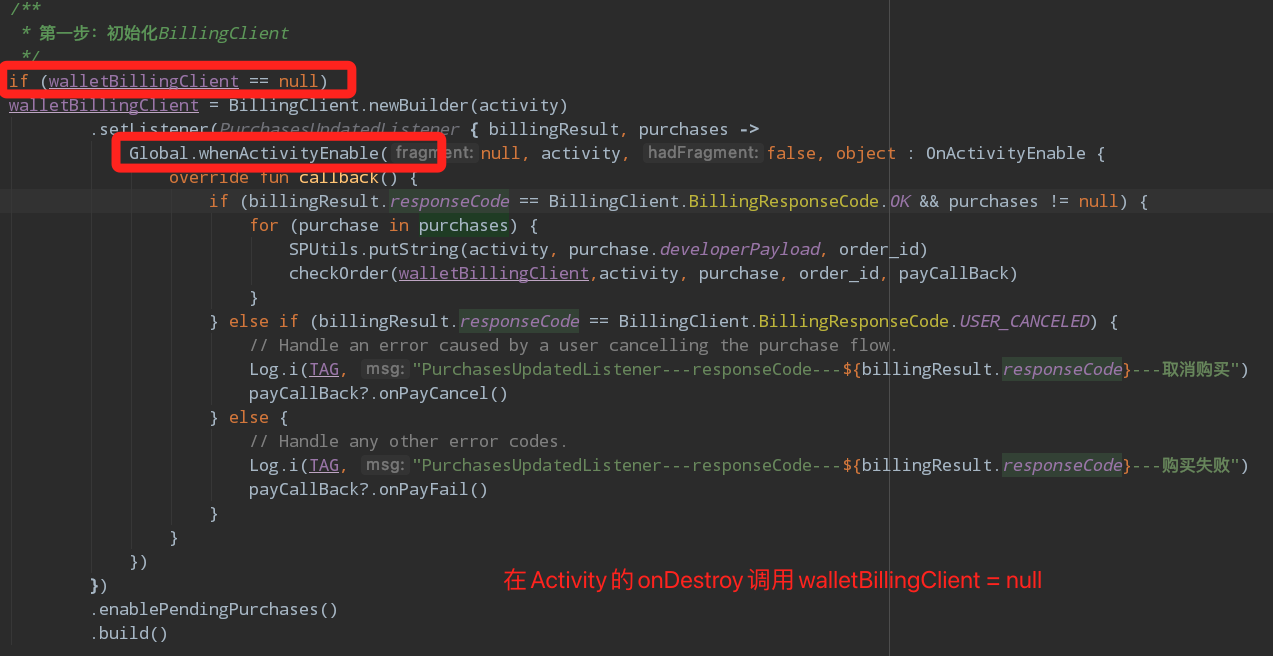 /**
 * 第一步：初始化BillingClient
 */
if (walletBillingClient == null)
walletBillingClient = BillingClient.newBuilder(activity)
.setListener(PurchasesUpdatedListener { billingResult, purchases ->
Global.whenActivityEnable( fragment: null, activity, hadFragment: false, object : OnActivityEnable {
override fun callback() {
if (billingResult.responseCode == BillingClient.BillingResponseCode.OK && purchases != null) {
for (purchase in purchases) {
SPUtils.putString(activity, purchase.developerPayload, order_id)
checkOrder(walletBillingClient,activity, purchase, order_id, payCallBack)
}
} else if (billingResult.responseCode == BillingClient.BillingResponseCode.USER_CANCELED) {
// Handle an error caused by a user cancelling the purchase flow.
Log.i(TAG, msg: "PurchasesUpdatedListener---responseCode---${billingResult.responseCode}---取消购买")
payCallBack?.onPayCancel()
} else {
// Handle any other error codes.
Log.i(TAG, msg: "PurchasesUpdatedListener---responseCode---${billingResult.responseCode}---购买失败")
payCallBack?.onPayFail()
}
}
})
在 Activity 的 onDestroy 调用 walletBillingClient = null
})
.enablePendingPurchases()
.build()